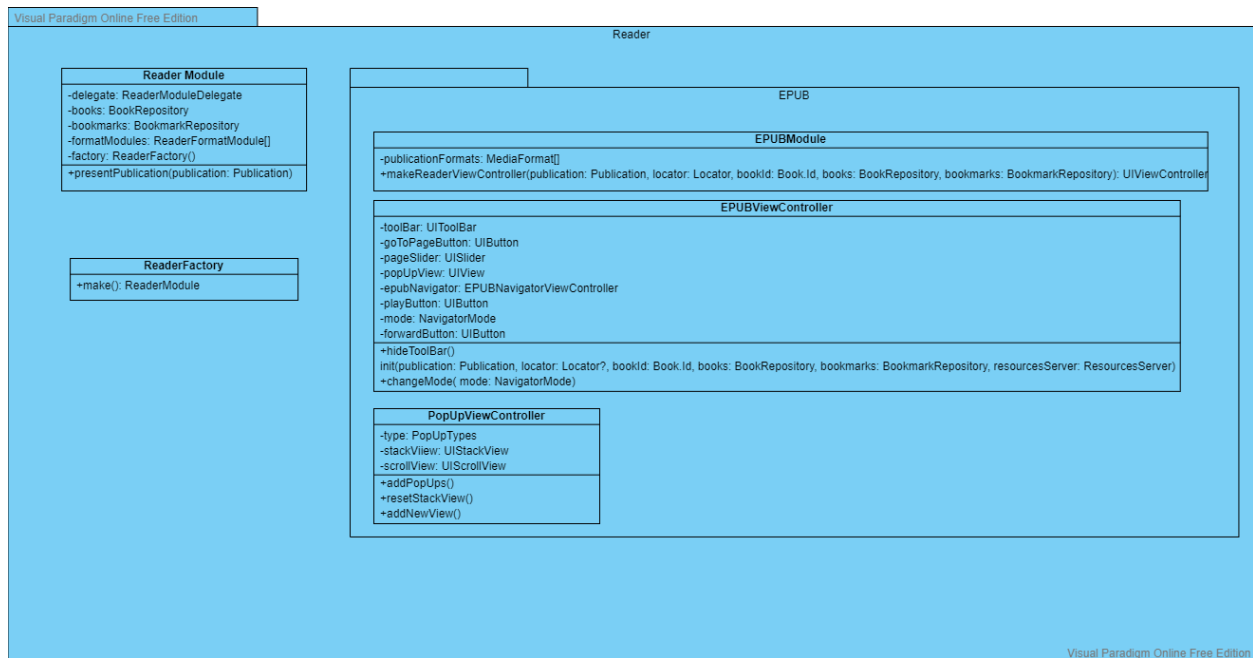 Visual Paradigm Online Free Edition
Reader
Reader Module
-delegate: ReaderModuleDelegate
-books: BookRepository
-bookmarks: BookmarkRepository
-formatModules: ReaderFormatModule[]
-factory: ReaderFactory()
+presentPublication(publication: Publication)
ReaderFactory
+make(): ReaderModule
EPUB
EPUBModule
-publicationFormats: MediaFormat[]
+makeReaderViewController(publication: Publication, locator: Locator, bookId: Book.Id, books: BookRepository, bookmarks: BookmarkRepository): UIViewController
EPUBViewController
-toolBar: UIToolBar
-goToPageButton: UIButton
-pageSlider: UISlider
-popUpView: UIView
-epubNavigator: EPUBNavigatorViewController
-playButton: UIButton
-mode: NavigatorMode
-forwardButton: UIButton
+hideToolBar()
init(publication: Publication, locator: Locator?, bookId: Book.Id, books: BookRepository, bookmarks: BookmarkRepository, resourcesServer: ResourcesServer)
+changeMode( mode: NavigatorMode)
PopUpViewController
-type: PopUpTypes
-stackViiew: UIStackView
-scrollView: UIScrollView
+addPopUps()
+resetStackView()
+addNewView()
Visual Paradigm Online Free Edition